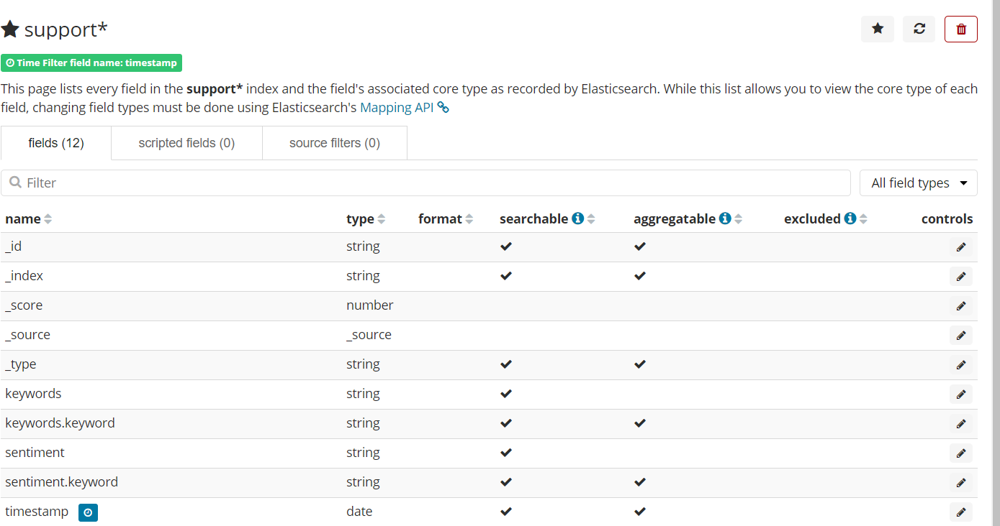 support*
Time Filter field name: timestamp
This page lists every field in the support* index and the field's associated core type as recorded by Elasticsearch. While this list allows you to view the core type of each
field, changing field types must be done using Elasticsearch's Mapping API
fields (12) scripted fields (0) source filters (0)
Filter All field types
name type format searchable aggregatable excluded controls
_id string
_index string
_score number
_source _source
_type string
keywords string
keywords.keyword string
sentiment string
sentiment.keyword string
timestamp date